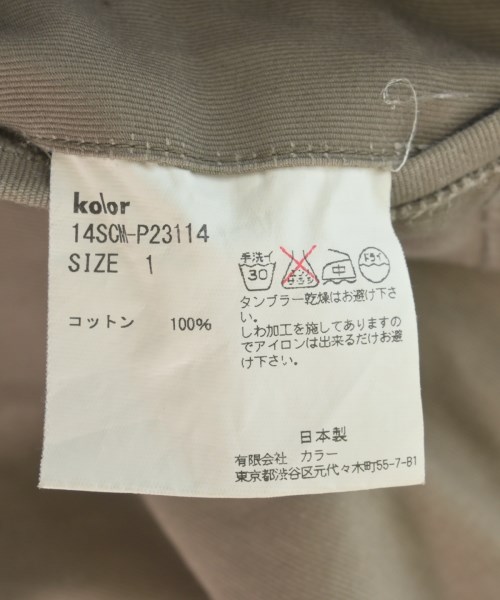 kolor
14SCM-P23114
SIZE 1
手洗イ
30
中
ドライ
コットン 100%
タンブラー乾燥はお避け下さ
い。
しわ加工を施してありますの
でアイロンは出来るだけお避
け下さい。
日本製
有限会社 カラー
東京都渋谷区元代々木町55-7-B1